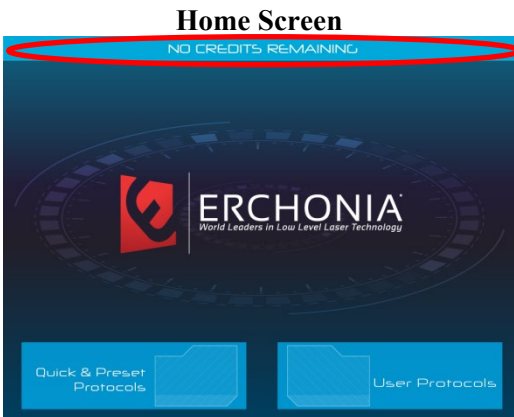 Home Screen
NO CREDITS REMAINING
ERCHONIA
World Leaders in Low Level Laser Technology
Quick & Preset
Protocols
User Protocols